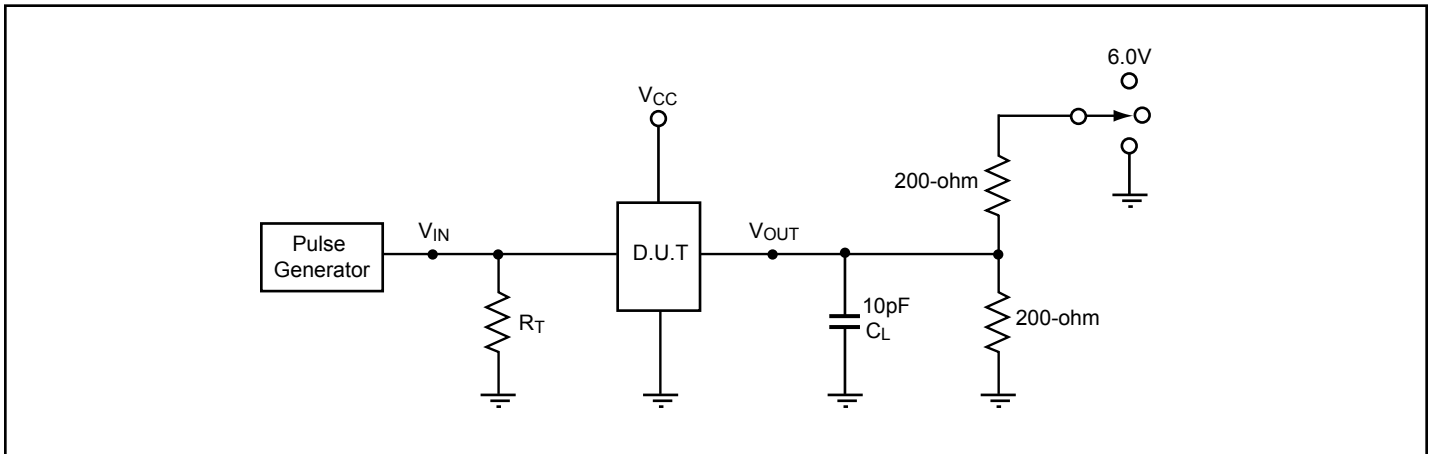 6.0V
VCC
200-ohm
Pulse
Generator
VIN
D.U.T
VOUT
RT
10pF
CL
200-ohm